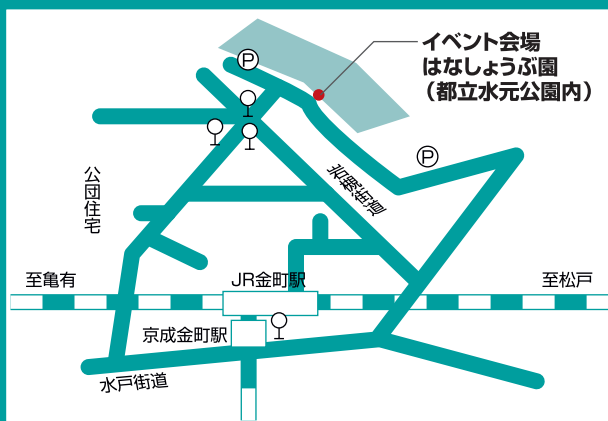 イベント会場
はなしょうぶ園
（都立水元公園内）
P
P
岩槻街道
公団住宅
至亀有
JR金町駅
至松戸
京成金町駅
水戸街道